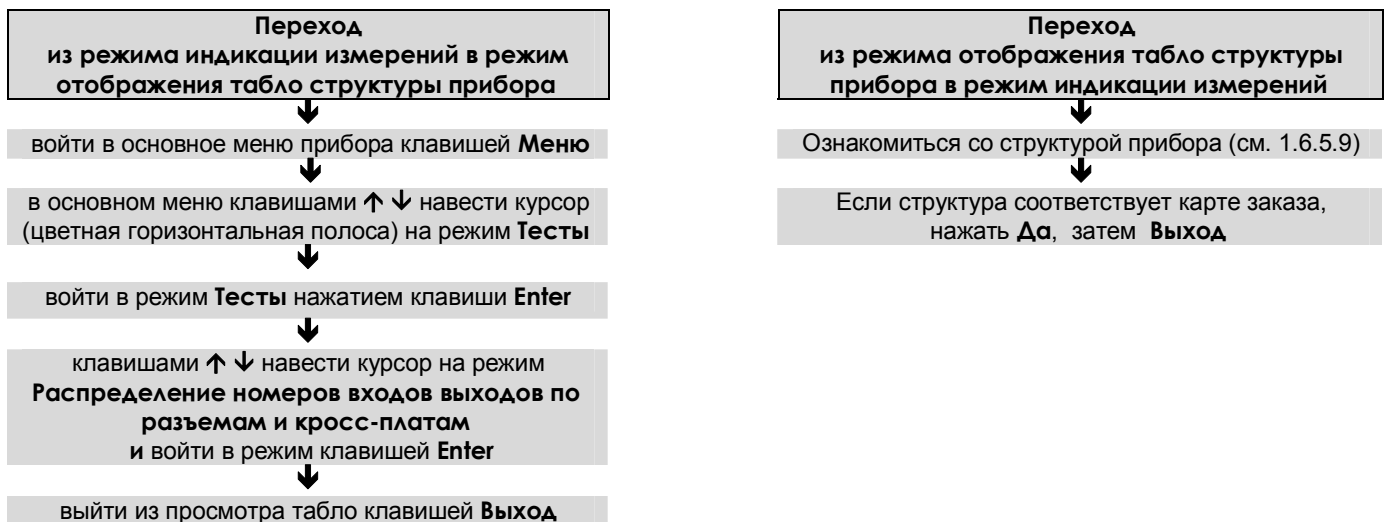 Переход
из режима индикации измерений в режим
отображения табло структуры прибора
войти в основное меню прибора клавишей Меню
в основном меню клавишами ↑ ↓ навести курсор
(цветная горизонтальная полоса) на режим Тесты
войти в режим Тесты нажатием клавиши Enter
клавишами ↑ ↓ навести курсор на режим
Распределение номеров входов выходов по
разъемам и кросс-платам
и войти в режим клавишей Enter
выйти из просмотра табло клавишей Выход
Переход
из режима отображения табло структуры
прибора в режим индикации измерений
Ознакомиться со структурой прибора (см. 1.6.5.9)
Если структура соответствует карте заказа,
нажать Да, затем Выход